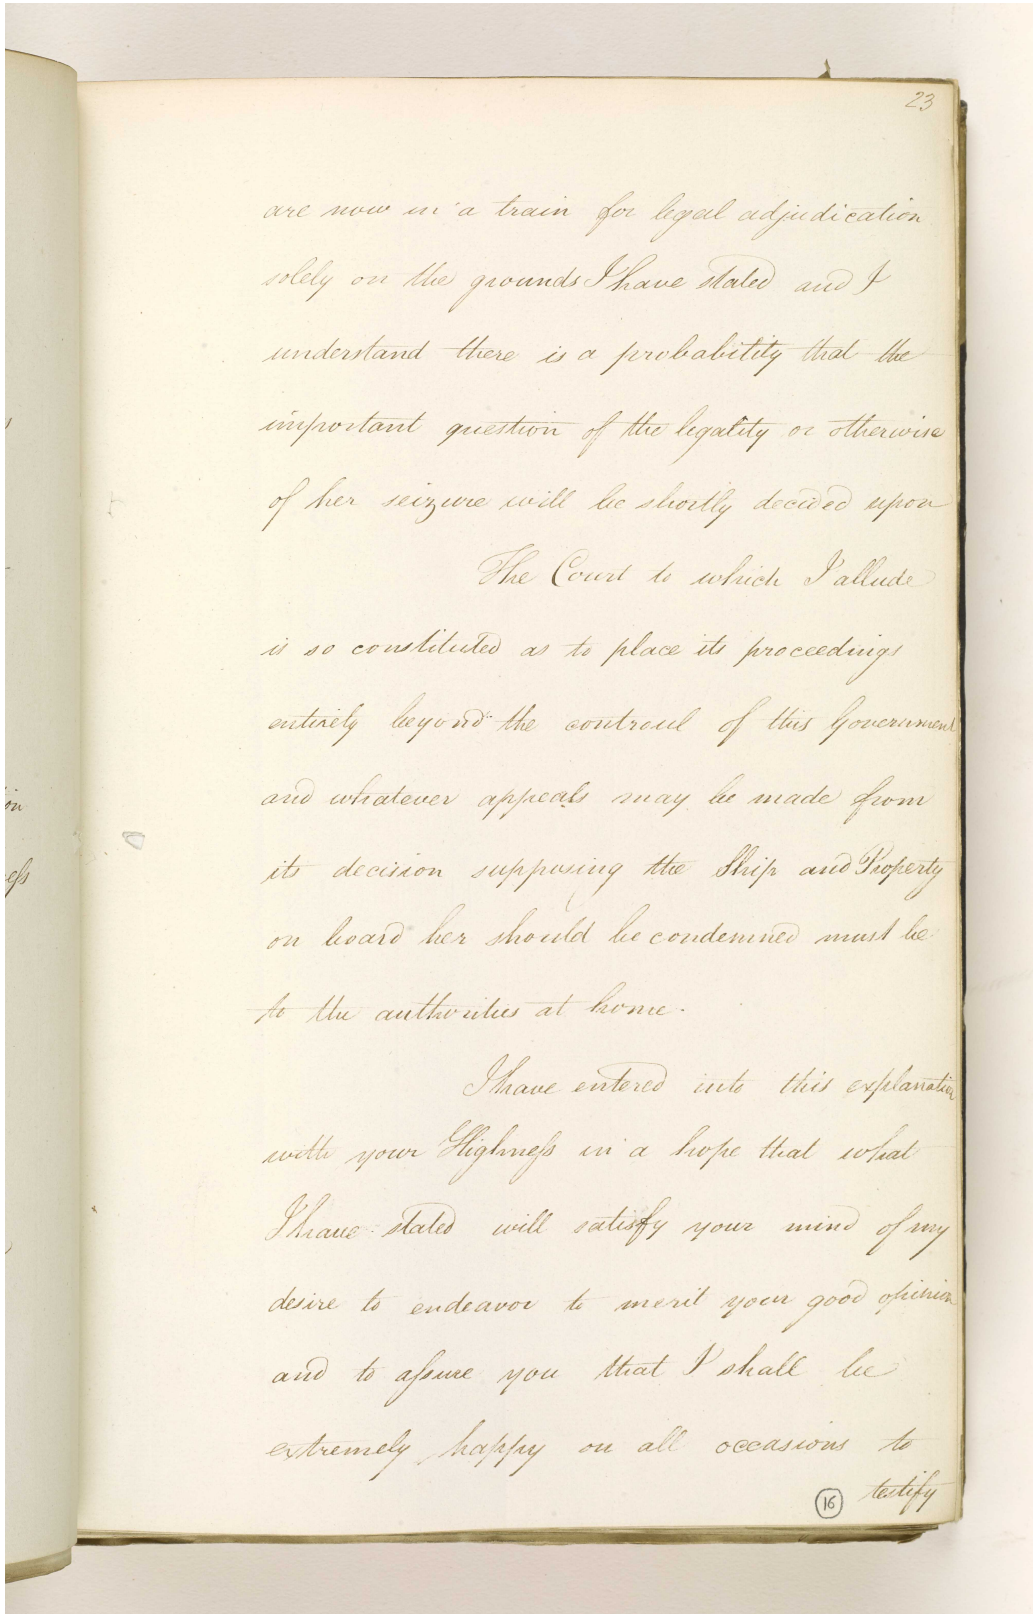 23
are now in a train for legal adjudication
solely on the grounds I have stated and I
understand there is a probability that the
important question of the legality or otherwise
of her seizure will be shortly decided upon
The Court to which I allude
is so constituted as to place its proceedings
entirely beyond the controul of this Government
and whatever appeals may be made from
its decision supposing the Ship and Property
on board her should be condemned must be
to the authorities at home.
I have entered into this explanation
with your Highneſs in a hope that what
I have stated will satisfy your mind of my
desire to endeavor to merit your good opinion
and to aſsure you that I shall be
extremely happy on all occasions to
testify
16